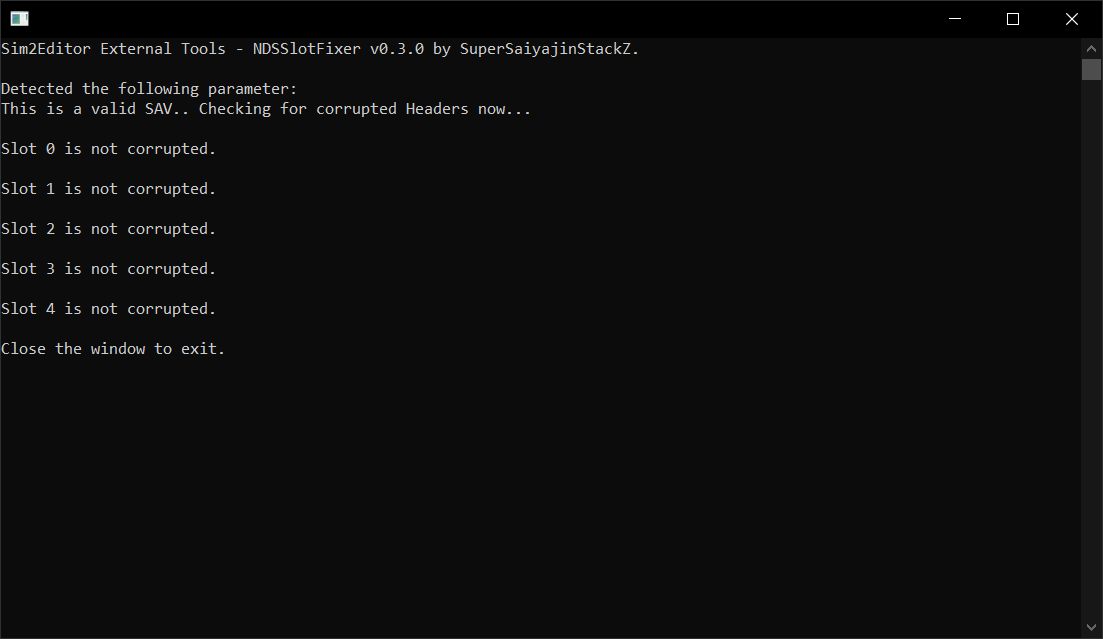 Sim2Editor External Tools - NDSSlotFixer v0.3.0 by SuperSaiyajinStackZ.
Detected the following parameter:
This is a valid SAV.. Checking for corrupted Headers now...
Slot 0 is not corrupted.
Slot 1 is not corrupted.
Slot 2 is not corrupted.
Slot 3 is not corrupted.
Slot 4 is not corrupted.
Close the window to exit.